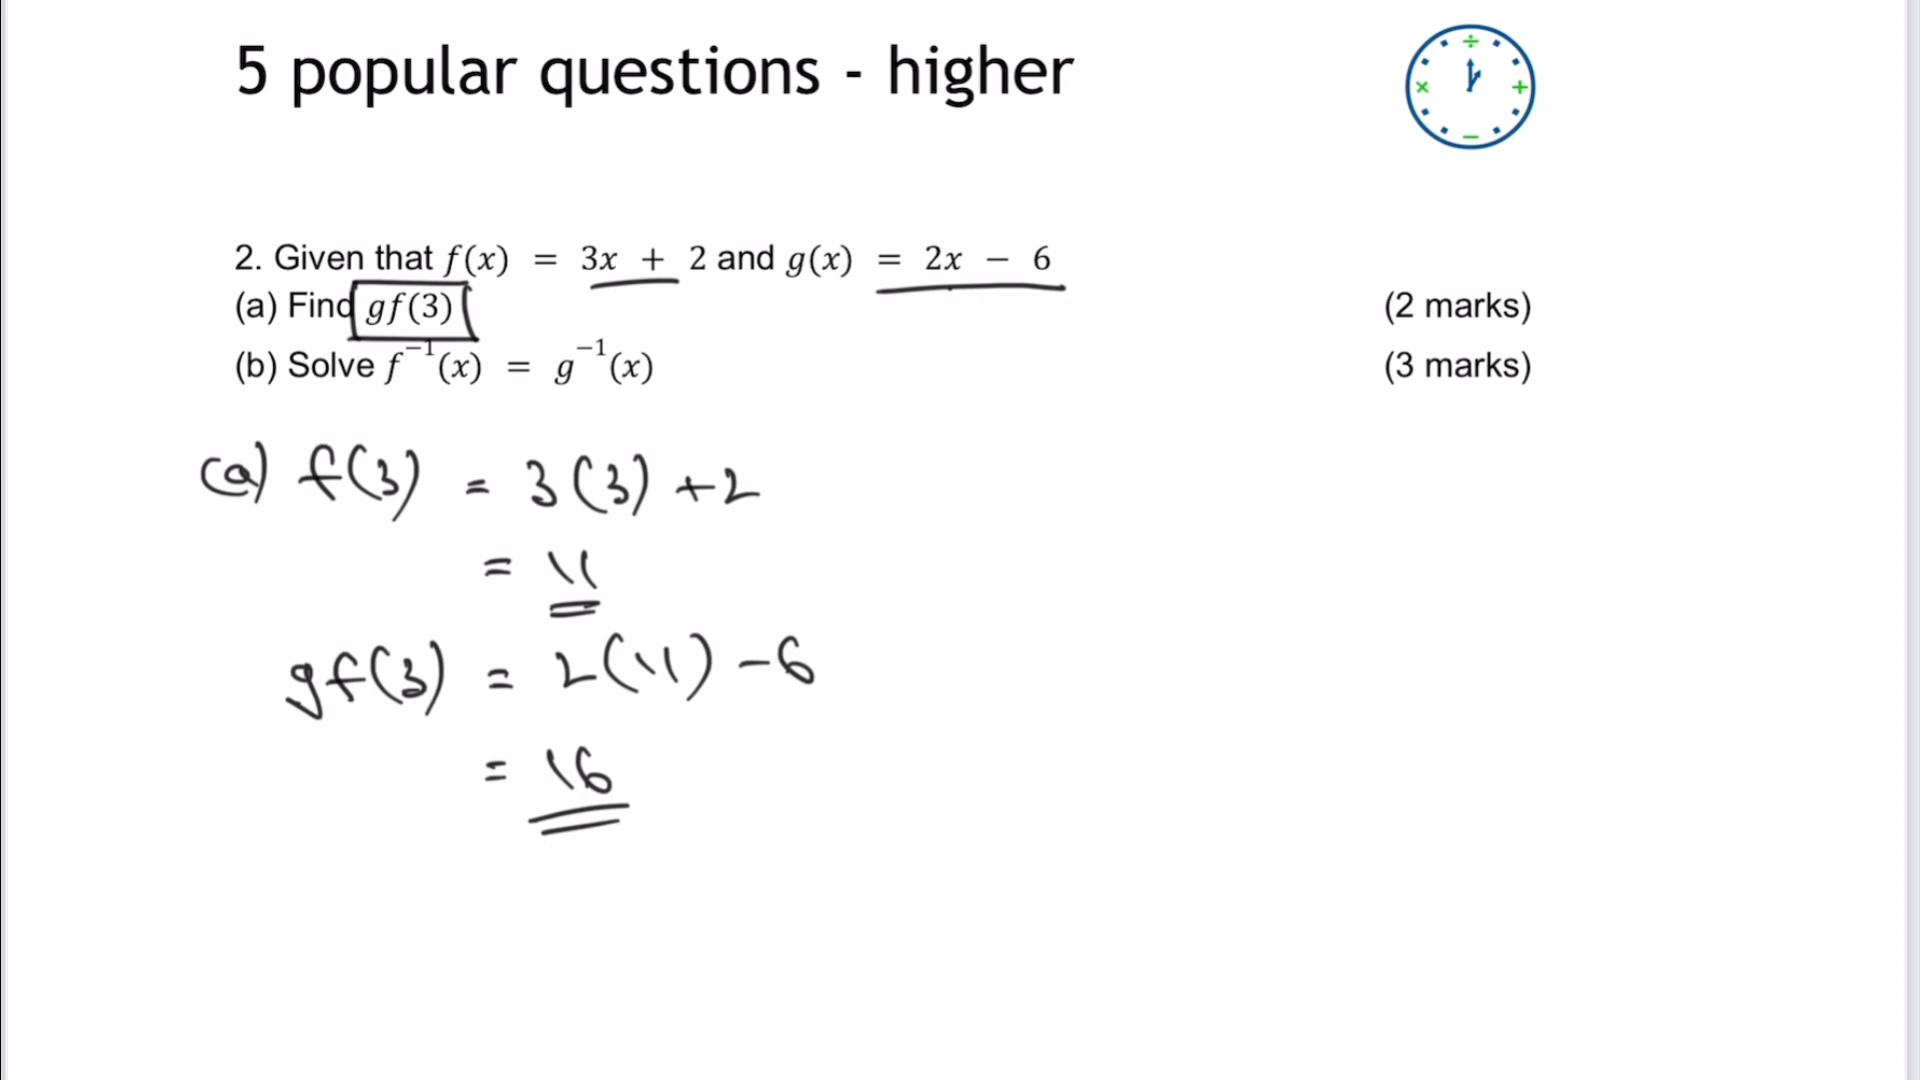 5 popular questions - higher
÷ + − ×
2. Given that f(x) = 3x + 2 and g(x) = 2x − 6
(a) Find gf(3) (2 marks)
(b) Solve f⁻¹(x) = g⁻¹(x) (3 marks)
(a) f(3) = 3(3) +2
= 11
gf(3) = 2(11) -6
= 16